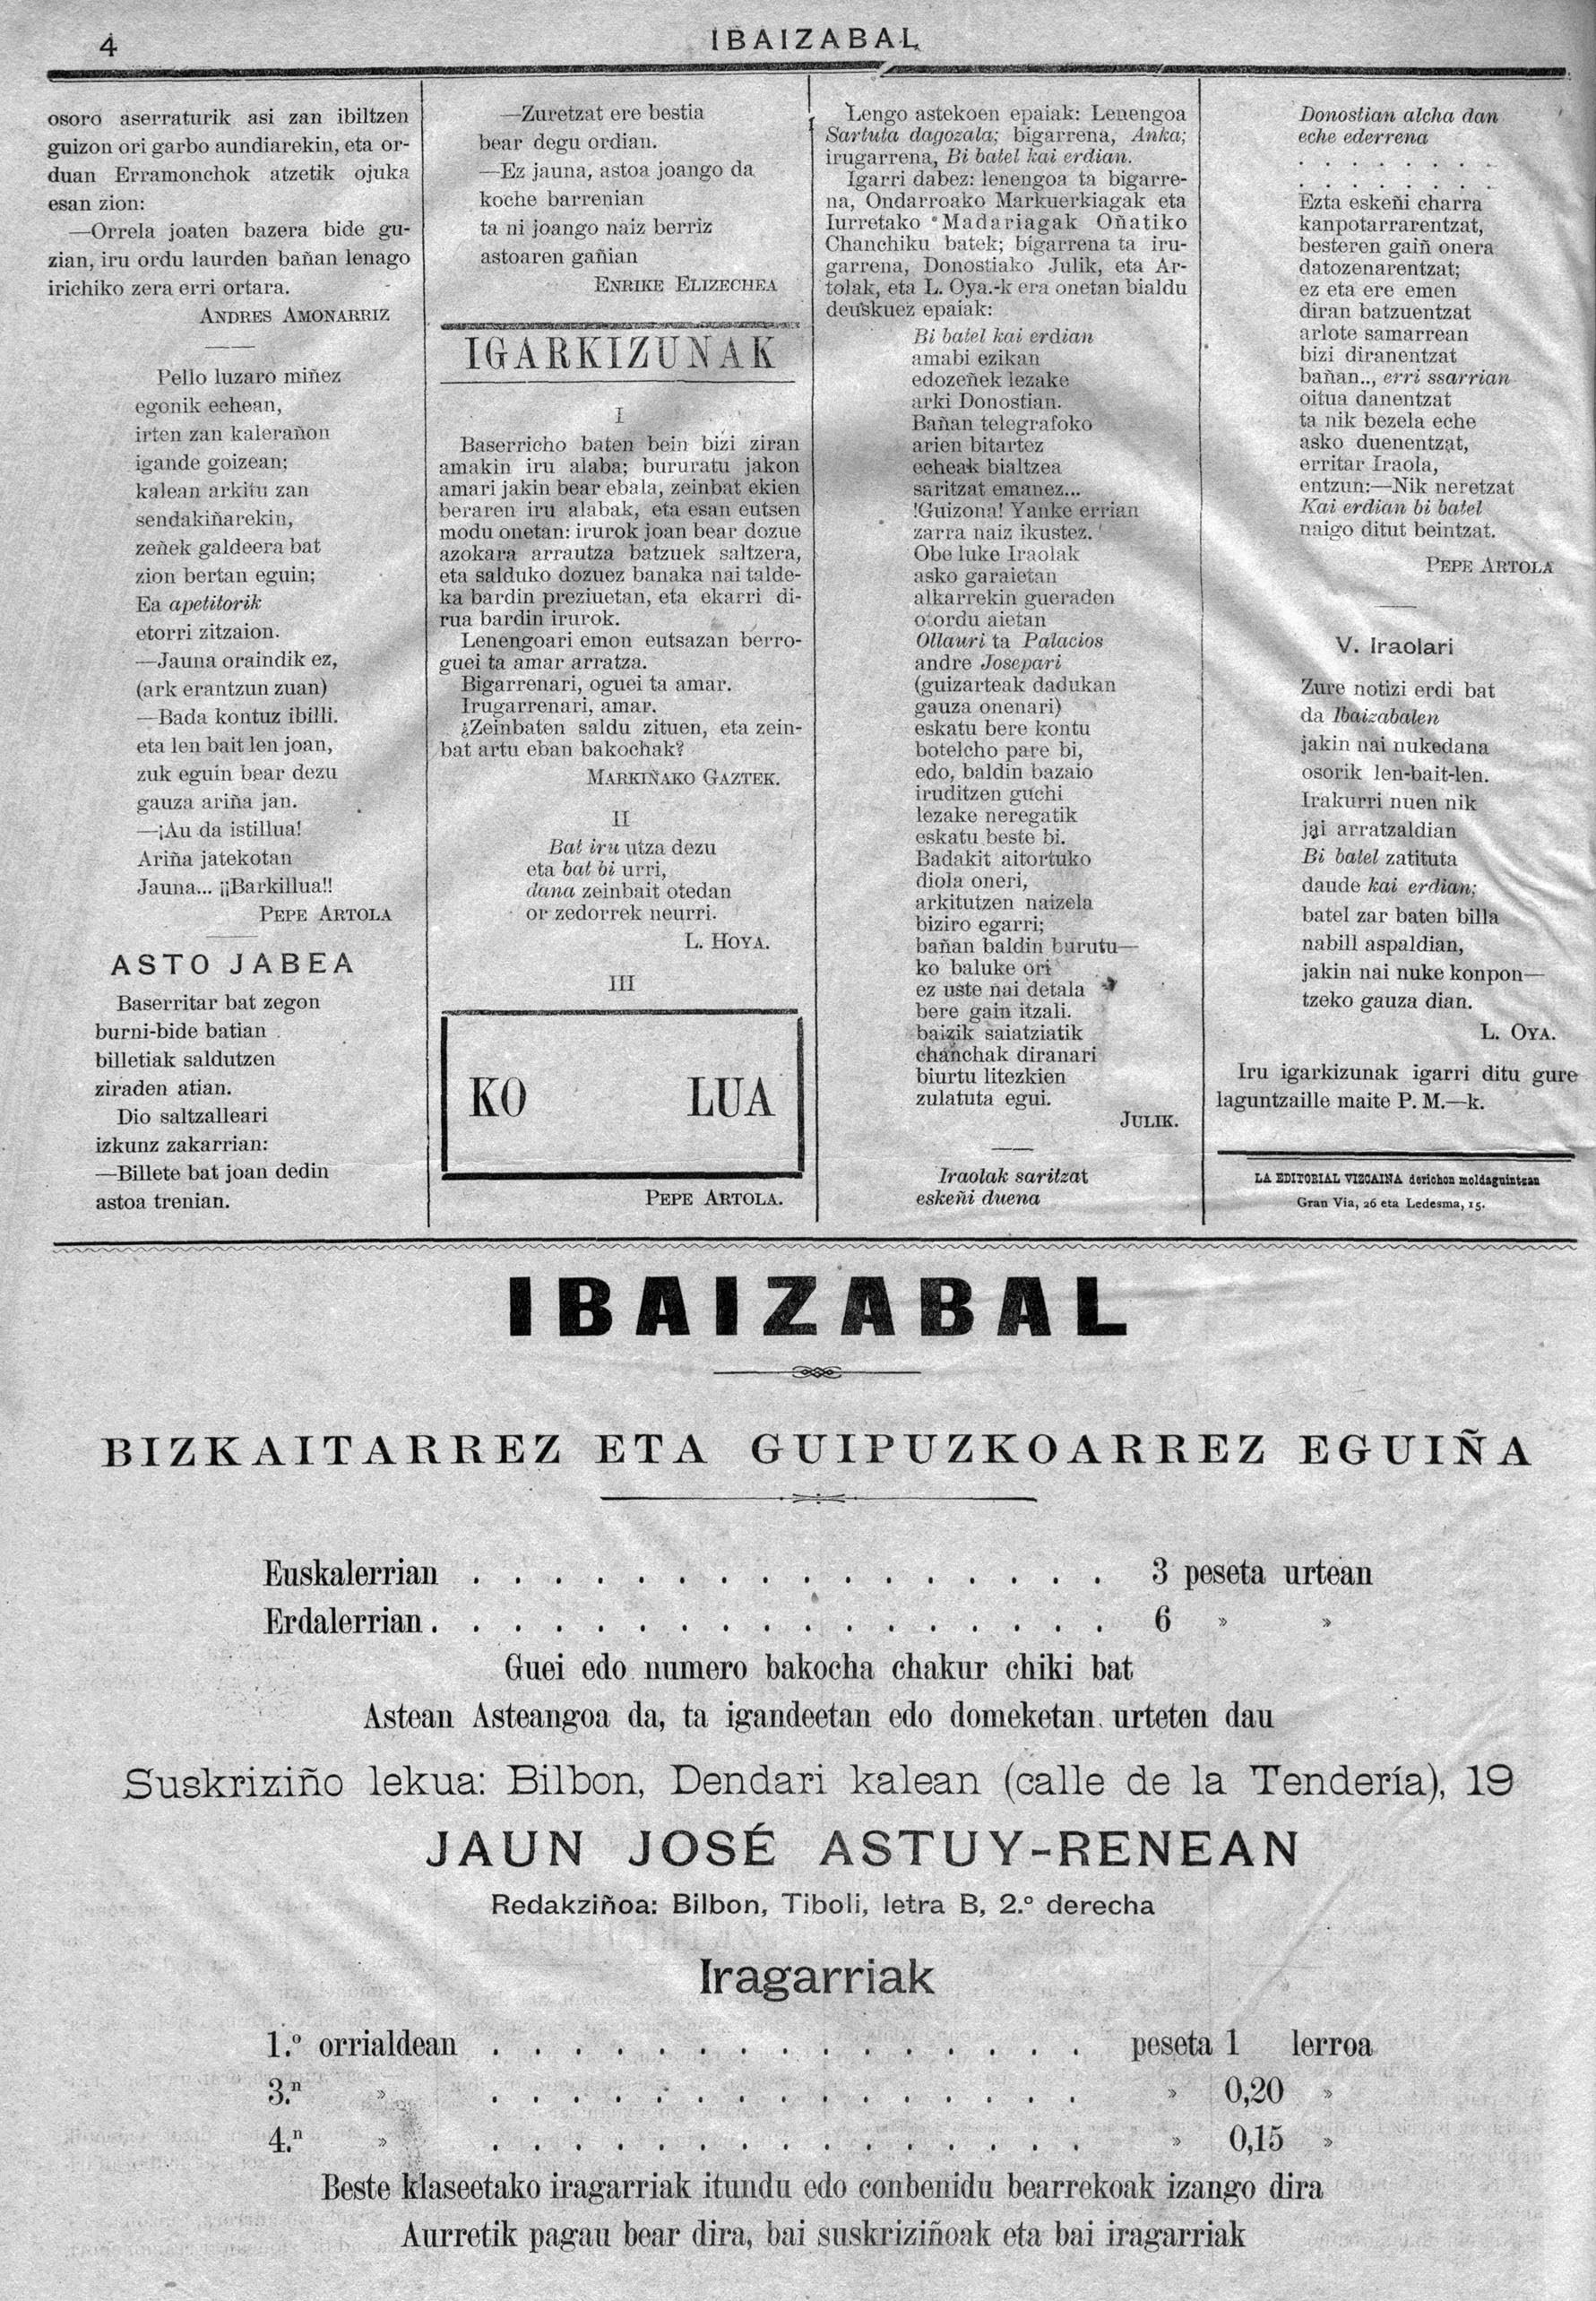 4
IBAIZABAL
osoro aserraturik asi zan ibiltzen
guizon ori garbo aundiarekin, eta or-
duan Erramonchok atzetik ojuka
esan zion:
—Orrela joaten bazera bide gu-
zian, iru ordu laurden bañan lenago
irichiko zera erri ortara.
ANDRES AMONARRIZ
Pello luzaro miñez
egonik echean,
irten zan kalerañon
igande goizean;
kalean arkitu zan
sendakiñarekin,
zeñek galdeera bat
zion bertan eguin;
Ea apetitorik
etorri zitzaion.
—Jauna oraindik ez,
(ark erantzun zuan)
—Bada kontuz ibilli.
eta len bait len joan,
zuk eguin bear dezu
gauza ariña jan.
—¡Au da istillua!
Ariña jatekotan
Jauna... ¡¡Barkillua!!
PEPE ARTOLA
ASTO JABEA
Baserritar bat zegon
burni-bide batian
billetiak saldutzen
ziraden atian.
Dio saltzalleari
izkunz zakarrian:
—Billete bat joan dedin
astoa trenian.
—Zuretzat ere bestia
bear degu ordian.
—Ez jauna, astoa joango da
koche barrenian
ta ni joango naiz berriz
astoaren gañian
ENRIKE ELIZECHEA
IGARKIZUNAK
I
Baserricho baten bein bizi ziran
amakin iru alaba; bururatu jakon
amari jakin bear ebala, zeinbat ekien
beraren iru alabak, eta esan eutsen
modu onetan: irurok joan bear dozue
azokara arrautza batzuek saltzera,
eta salduko dozuez banaka nai talde-
ka bardin preziuetan, eta ekarri di-
rua bardin irurok.
Lenengoari emon eutsazan berro-
guei ta amar arratza.
Bigarrenari, oguei ta amar.
Irugarrenari, amar.
¿Zeinbaten saldu zituen, eta zein-
bat artu eban bakochak?
MARKIÑAKO GAZTEK.
II
Bat iru utza dezu
eta bat bi urri,
dana zeinbait otedan
or zedorrek neurri.
L. HOYA.
III
KO LUA
PEPE ARTOLA.
Lengo astekoen epaiak: Lenengoa
Sartuta dagozala; bigarrena, Anka;
irugarrena, Bi batel kai erdian.
Igarri dabez: lenengoa ta bigarre-
na, Ondarroako Markuerkiagak eta
Iurretako Madariagak Oñatiko
Chanchiku batek; bigarrena ta iru-
garrena, Donostiako Julik, eta Ar-
tolak, eta L. Oya.-k era onetan bialdu
deuskuez epaiak:
Bi batel kai erdian
amabi ezikan
edozeñek lezake
arki Donostian.
Bañan telegrafoko
arien bitartez
echeak bialtzea
saritzat emanez...
!Guizona! Yanke errian
zarra naiz ikustez.
Obe luke Iraolak
asko garaietan
alkarrekin gueraden
otordu aietan
Ollauri ta Palacios
andre Josepari
(guizarteak dadukan
gauza onenari)
eskatu bere kontu
botelcho pare bi,
edo, baldin bazaio
iruditzen guchi
lezake neregatik
eskatu beste bi.
Badakit aitortuko
diola oneri,
arkitutzen naizela
biziro egarri;
bañan baldin burutu—
ko baluke ori
ez uste nai detala
bere gain itzali.
baizik saiatziatik
chanchak diranari
biurtu litezkien
zulatuta egui.
JULIK.
Iraolak saritzat
eskeñi duena
Donostian alcha dan
eche ederrena
. . . . . . . .
. . . . . . . .
Ezta eskeñi charra
kanpotarrarentzat,
besteren gaiñ onera
datozenarentzat;
ez eta ere emen
diran batzuentzat
arlote samarrean
bizi diranentzat
bañan.., erri ssarrian
oitua danentzat
ta nik bezela eche
asko duenentzat,
erritar Iraola,
entzun:—Nik neretzat
Kai erdian bi batel
naigo ditut beintzat.
PEPE ARTOLA
V. Iraolari
Zure notizi erdi bat
da Ibaizabalen
jakin nai nukedana
osorik len-bait-len.
Irakurri nuen nik
jai arratzaldian
Bi batel zatituta
daude kai erdian;
batel zar baten billa
nabill aspaldian,
jakin nai nuke konpon—
tzeko gauza dian.
L. OYA.
Iru igarkizunak igarri ditu gure
laguntzaille maite P. M.—k.
LA EDITORIAL VIZCAINA derichon moldaguintzan
Gran Via, 26 eta Ledesma, 15.
IBAIZABAL
BIZKAITARREZ ETA GUIPUZKOARREZ EGUIÑA
Euskalerrian . . . . . . . . . . . . . . . . 3 peseta urtean
Erdalerrian . . . . . . . . . . . . . . . . . 6 » »
Guei edo numero bakocha chakur chiki bat
Astean Asteangoa da, ta igandeetan edo domeketan urteten dau
Suskriziño lekua: Bilbon, Dendari kalean (calle de la Tendería), 19
JAUN JOSÉ ASTUY-RENEAN
Redakziñoa: Bilbon, Tiboli, letra B, 2.º derecha
Iragarriak
1.º orrialdean . . . . . . . . . . . . . . . peseta 1 lerroa
3.n » . . . . . . . . . . . . . . . » 0,20 »
4.n » . . . . . . . . . . . . . . . » 0,15 »
Beste klaseetako iragarriak itundu edo conbenidu bearrekoak izango dira
Aurretik pagau bear dira, bai suskriziñoak eta bai iragarriak